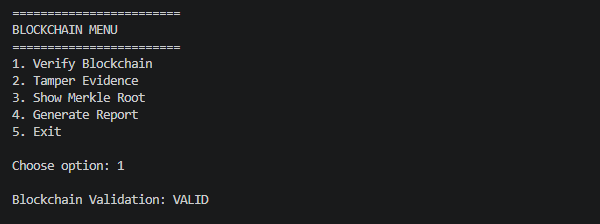 ========================
BLOCKCHAIN MENU
========================
1. Verify Blockchain
2. Tamper Evidence
3. Show Merkle Root
4. Generate Report
5. Exit
Choose option: 1
Blockchain Validation: VALID